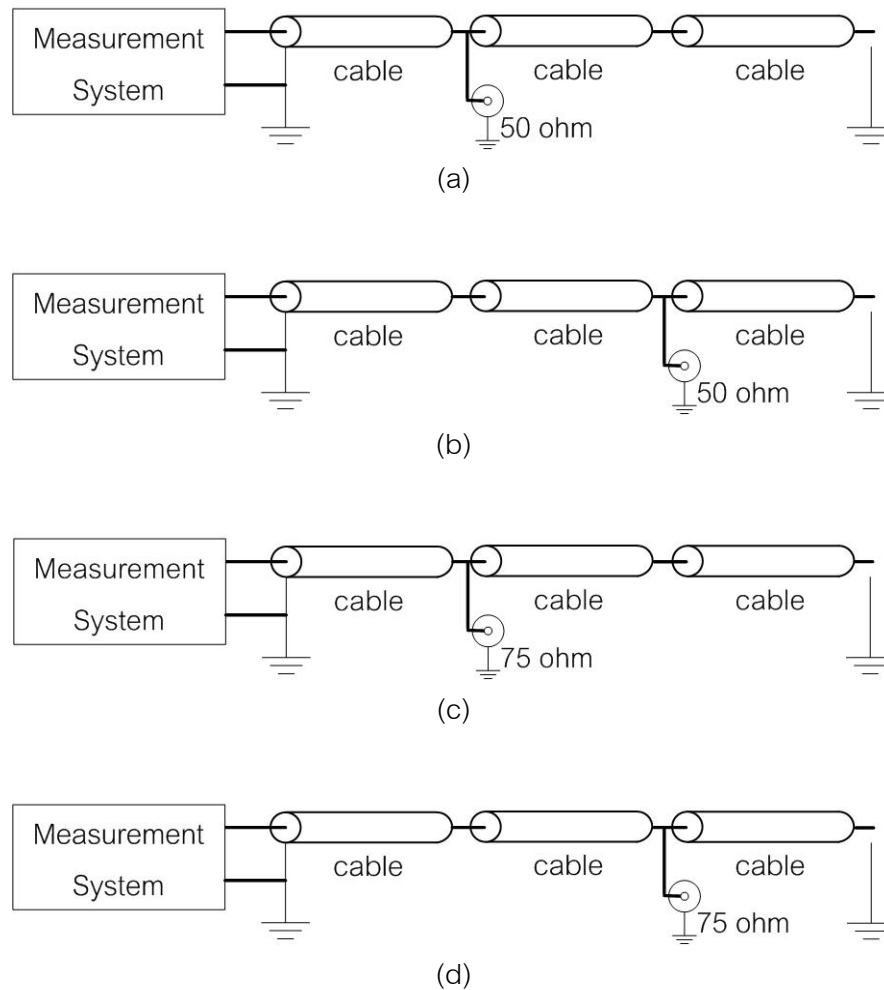 Measurement
System
cable
cable
cable
50 ohm
(a)
Measurement
System
cable
cable
cable
50 ohm
(b)
Measurement
System
cable
cable
cable
75 ohm
(c)
Measurement
System
cable
cable
cable
75 ohm
(d)